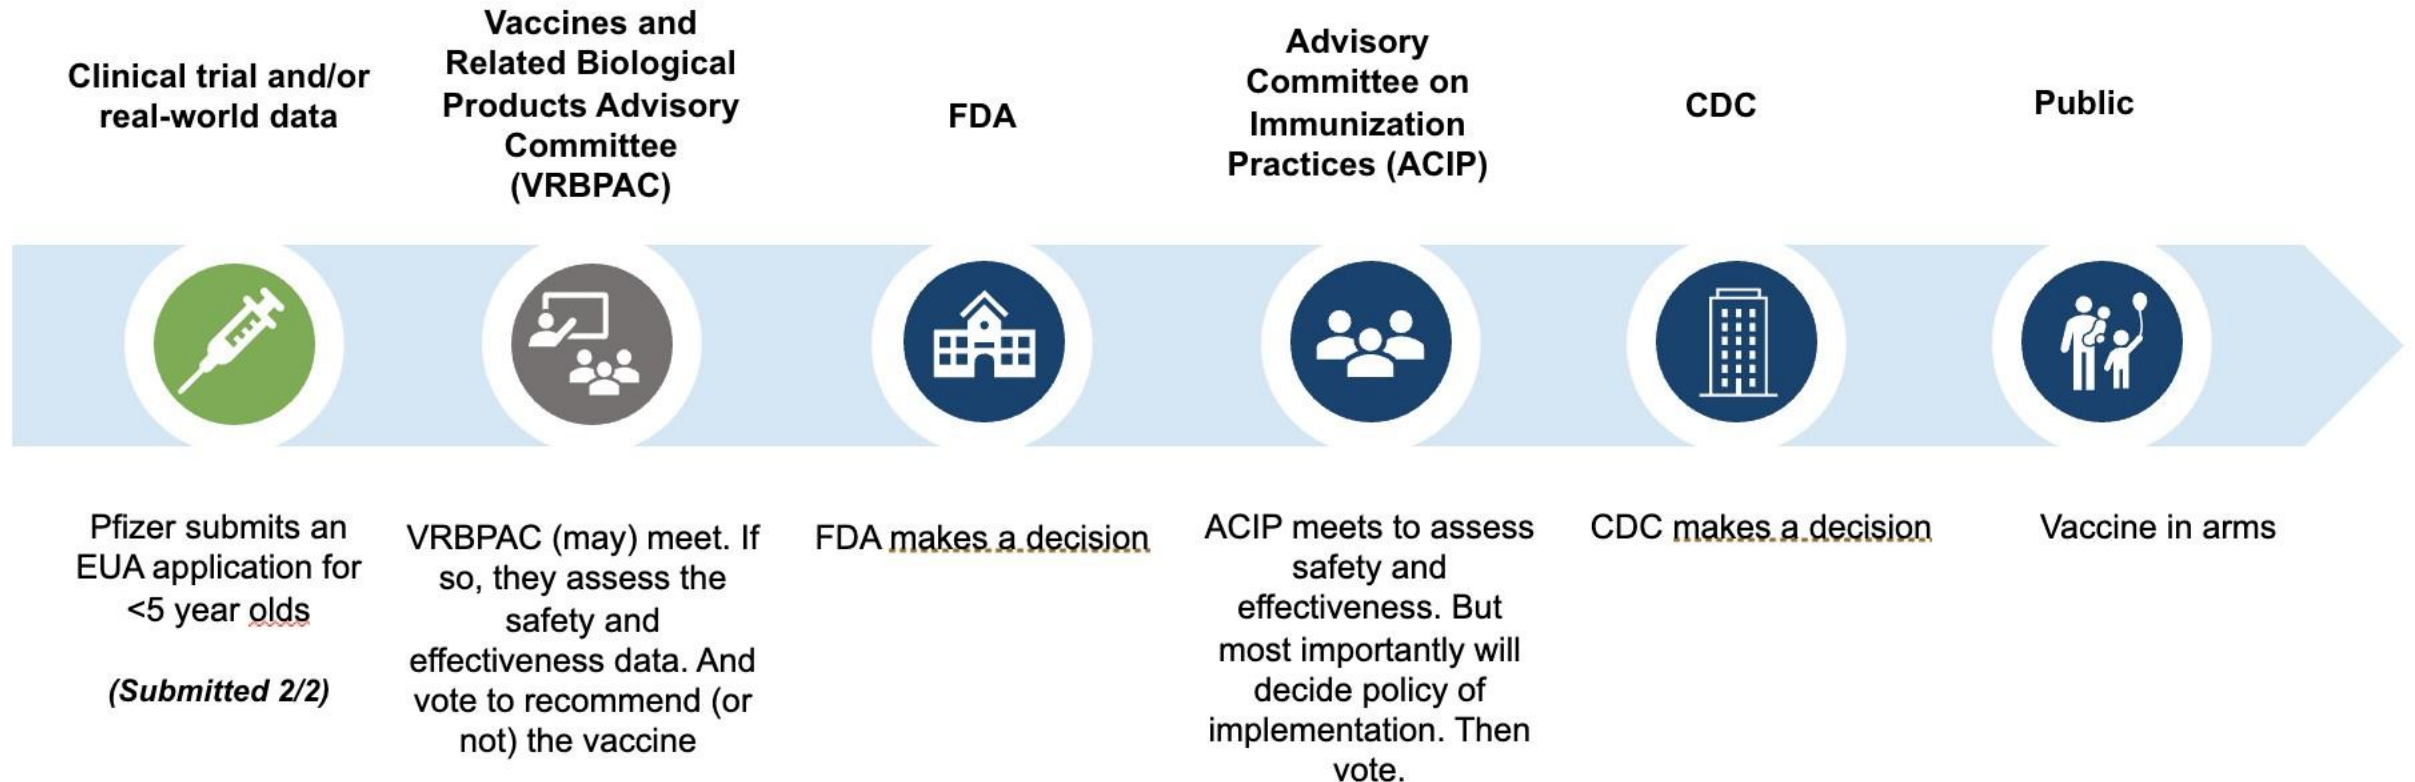 Clinical trial and/or
real-world data
Vaccines and
Related Biological
Products Advisory
Committee
(VRBPAC)
FDA
Advisory
Committee on
Immunization
Practices (ACIP)
CDC
Public
Pfizer submits an
EUA application for
<5 year olds
(Submitted 2/2)
VRBPAC (may) meet. If
so, they assess the
safety and
effectiveness data. And
vote to recommend (or
not) the vaccine
FDA makes a decision
ACIP meets to assess
safety and
effectiveness. But
most importantly will
decide policy of
implementation. Then
vote.
CDC makes a decision
Vaccine in arms